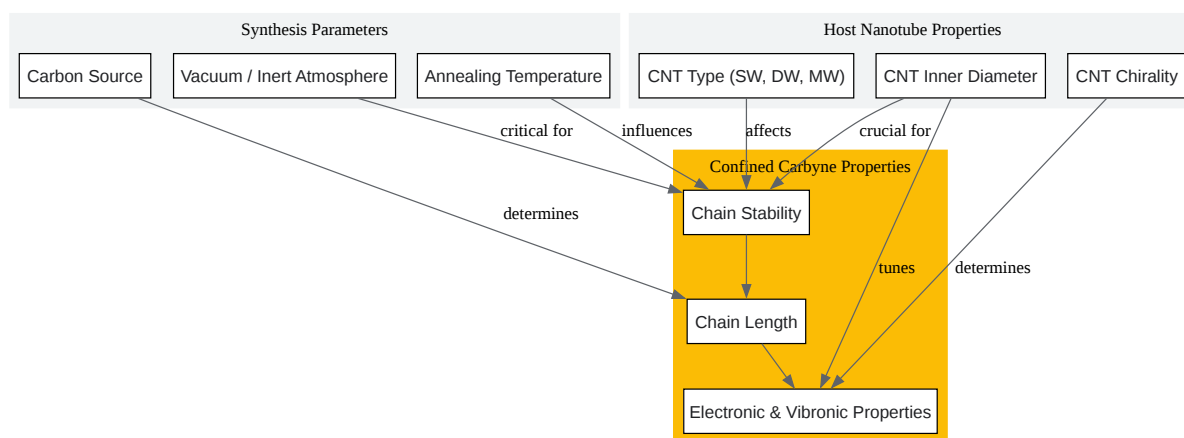 Synthesis Parameters
Host Nanotube Properties
Carbon Source
Vacuum / Inert Atmosphere
Annealing Temperature
CNT Type (SW, DW, MW)
CNT Inner Diameter
CNT Chirality
critical for
influences
affects
crucial for
Confined Carbyne Properties
Chain Stability
determines
tunes
determines
Chain Length
Electronic & Vibronic Properties